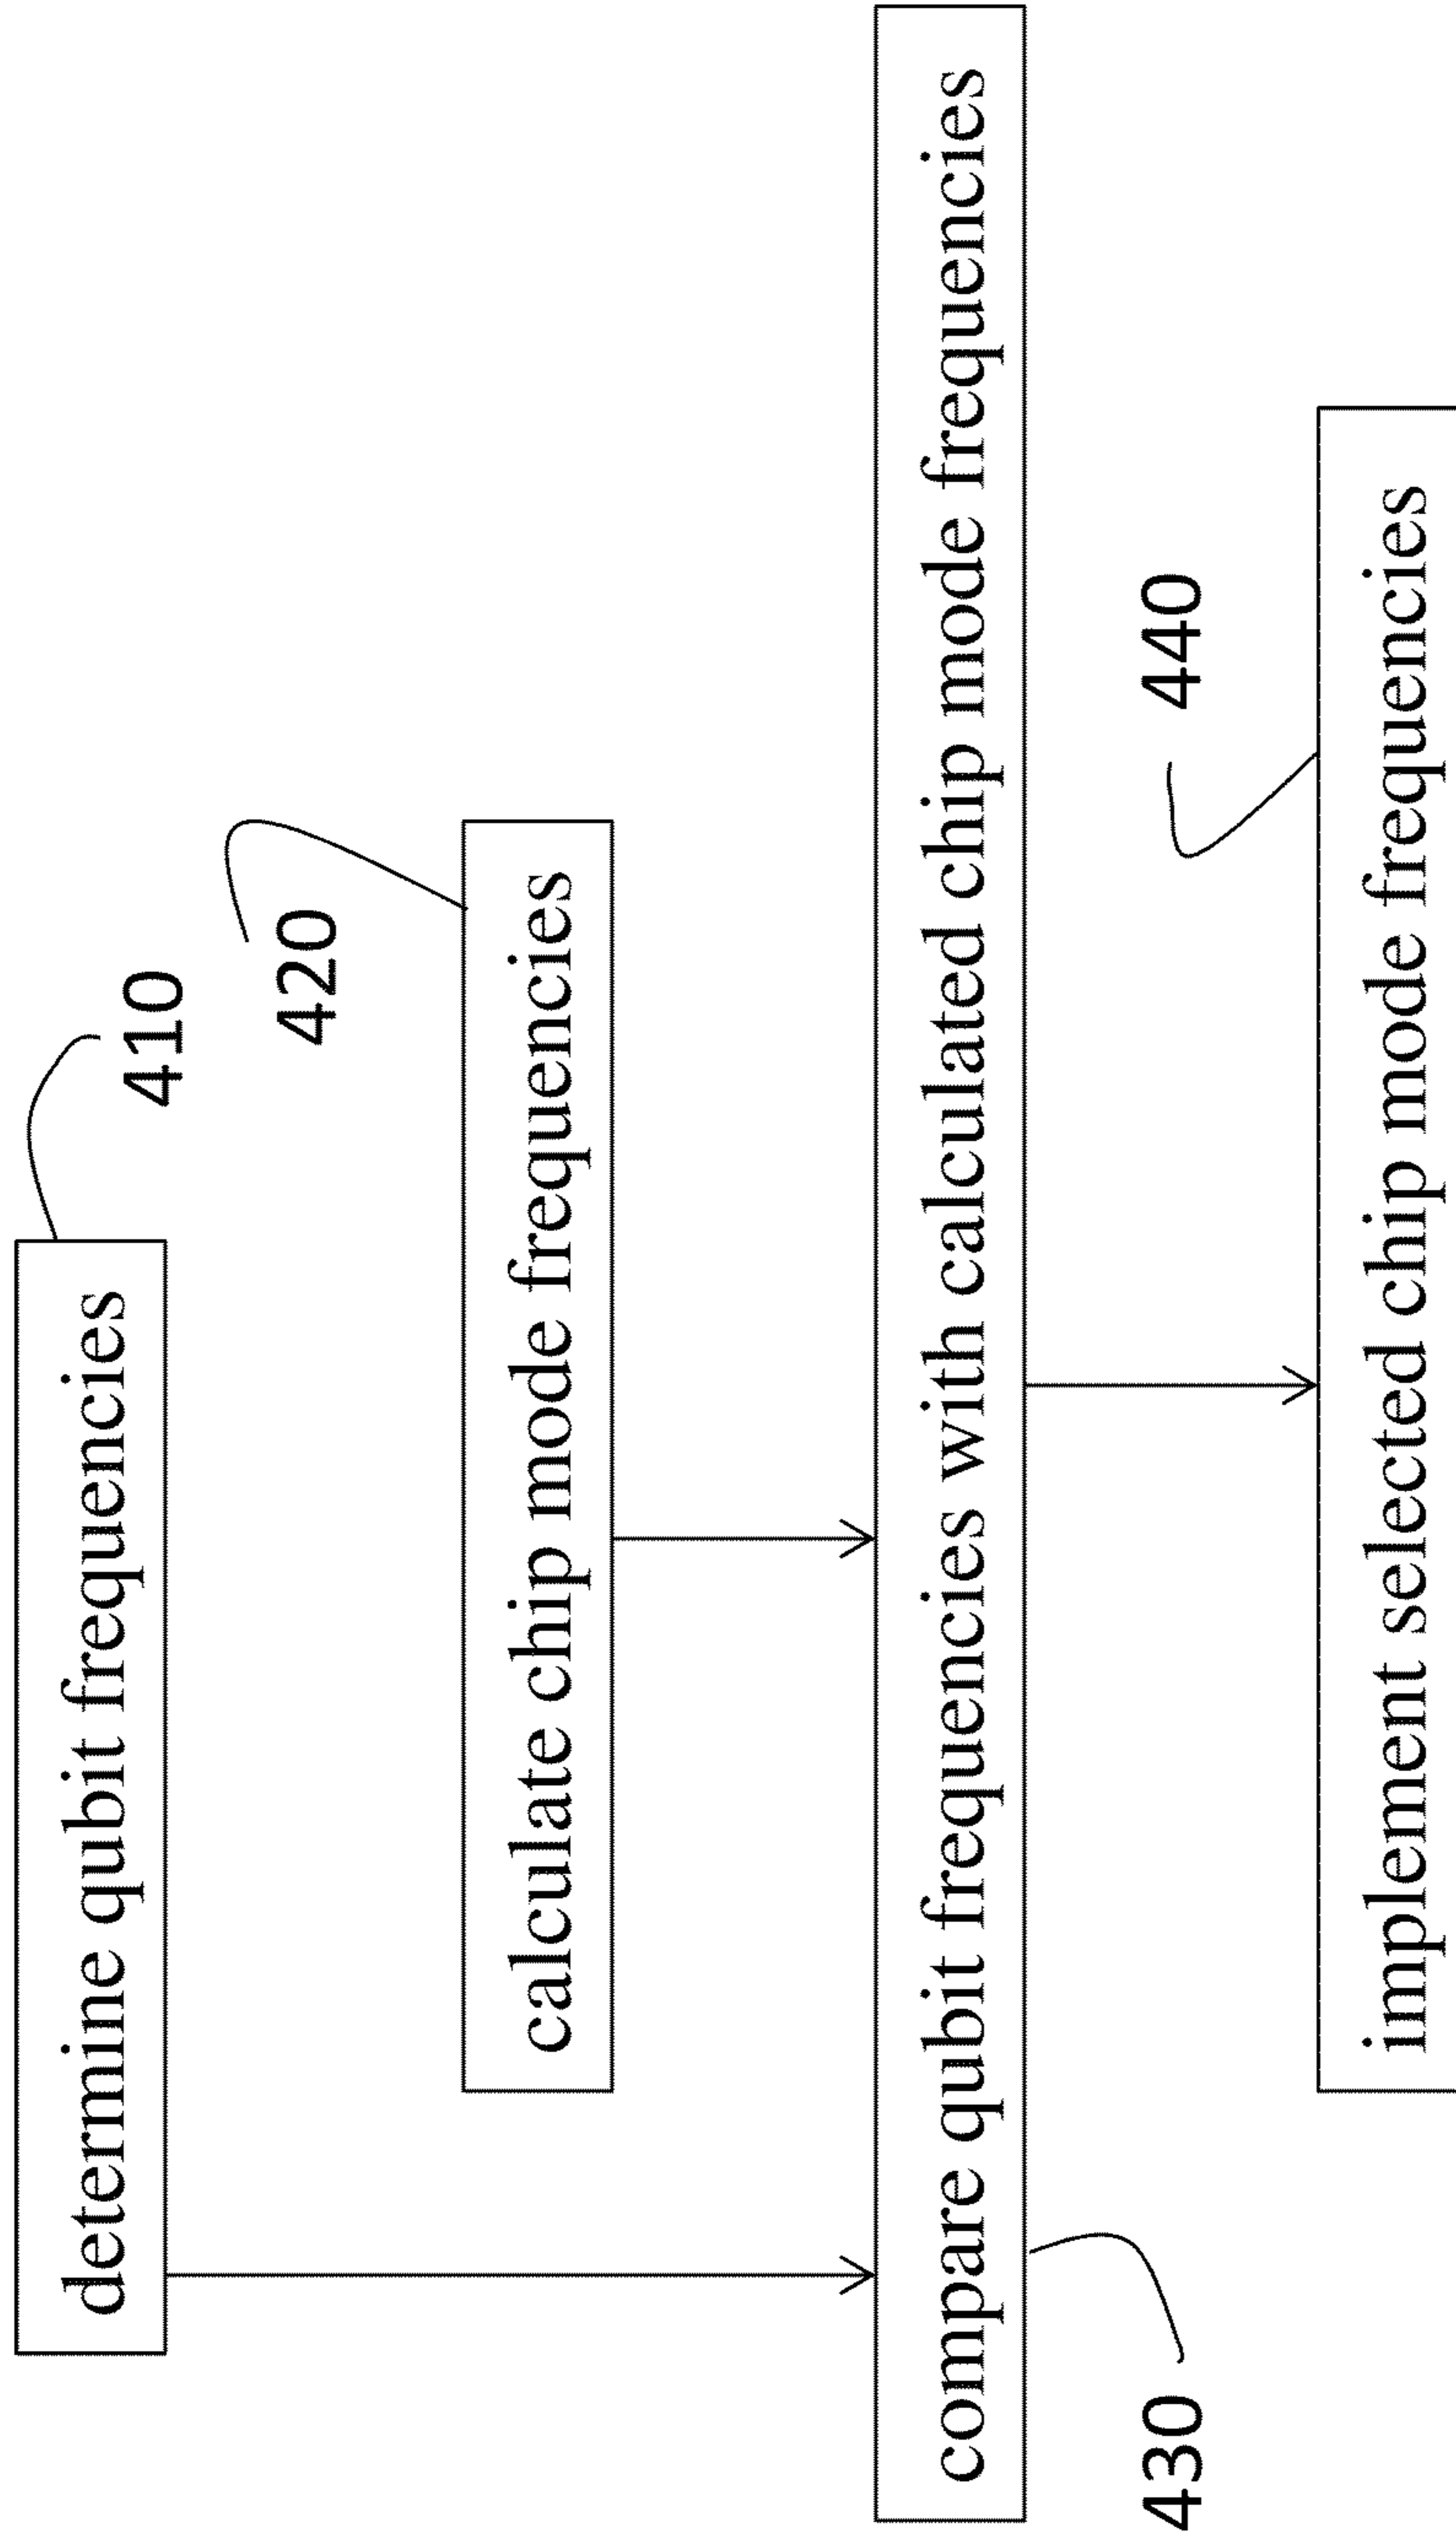 determine qubit frequencies
410
420
calculate chip mode frequencies
compare qubit frequencies with calculated chip mode frequencies
430
440
implement selected chip mode frequencies